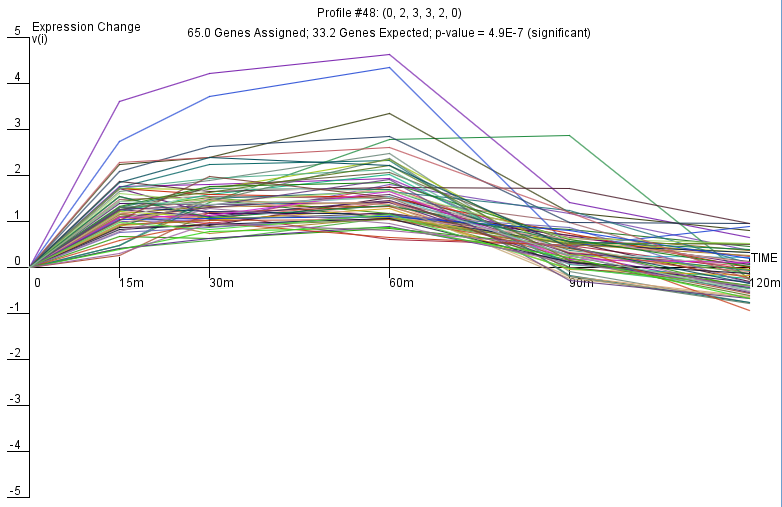 Profile #48: (0, 2, 3, 3, 2, 0)
Expression Change
v(i)
65.0 Genes Assigned; 33.2 Genes Expected; p-value = 4.9E-7 (significant)
5
4
3
2
1
0
TIME
0 15m 30m 60m 90m 120m
-1
-2
-3
-4
-5